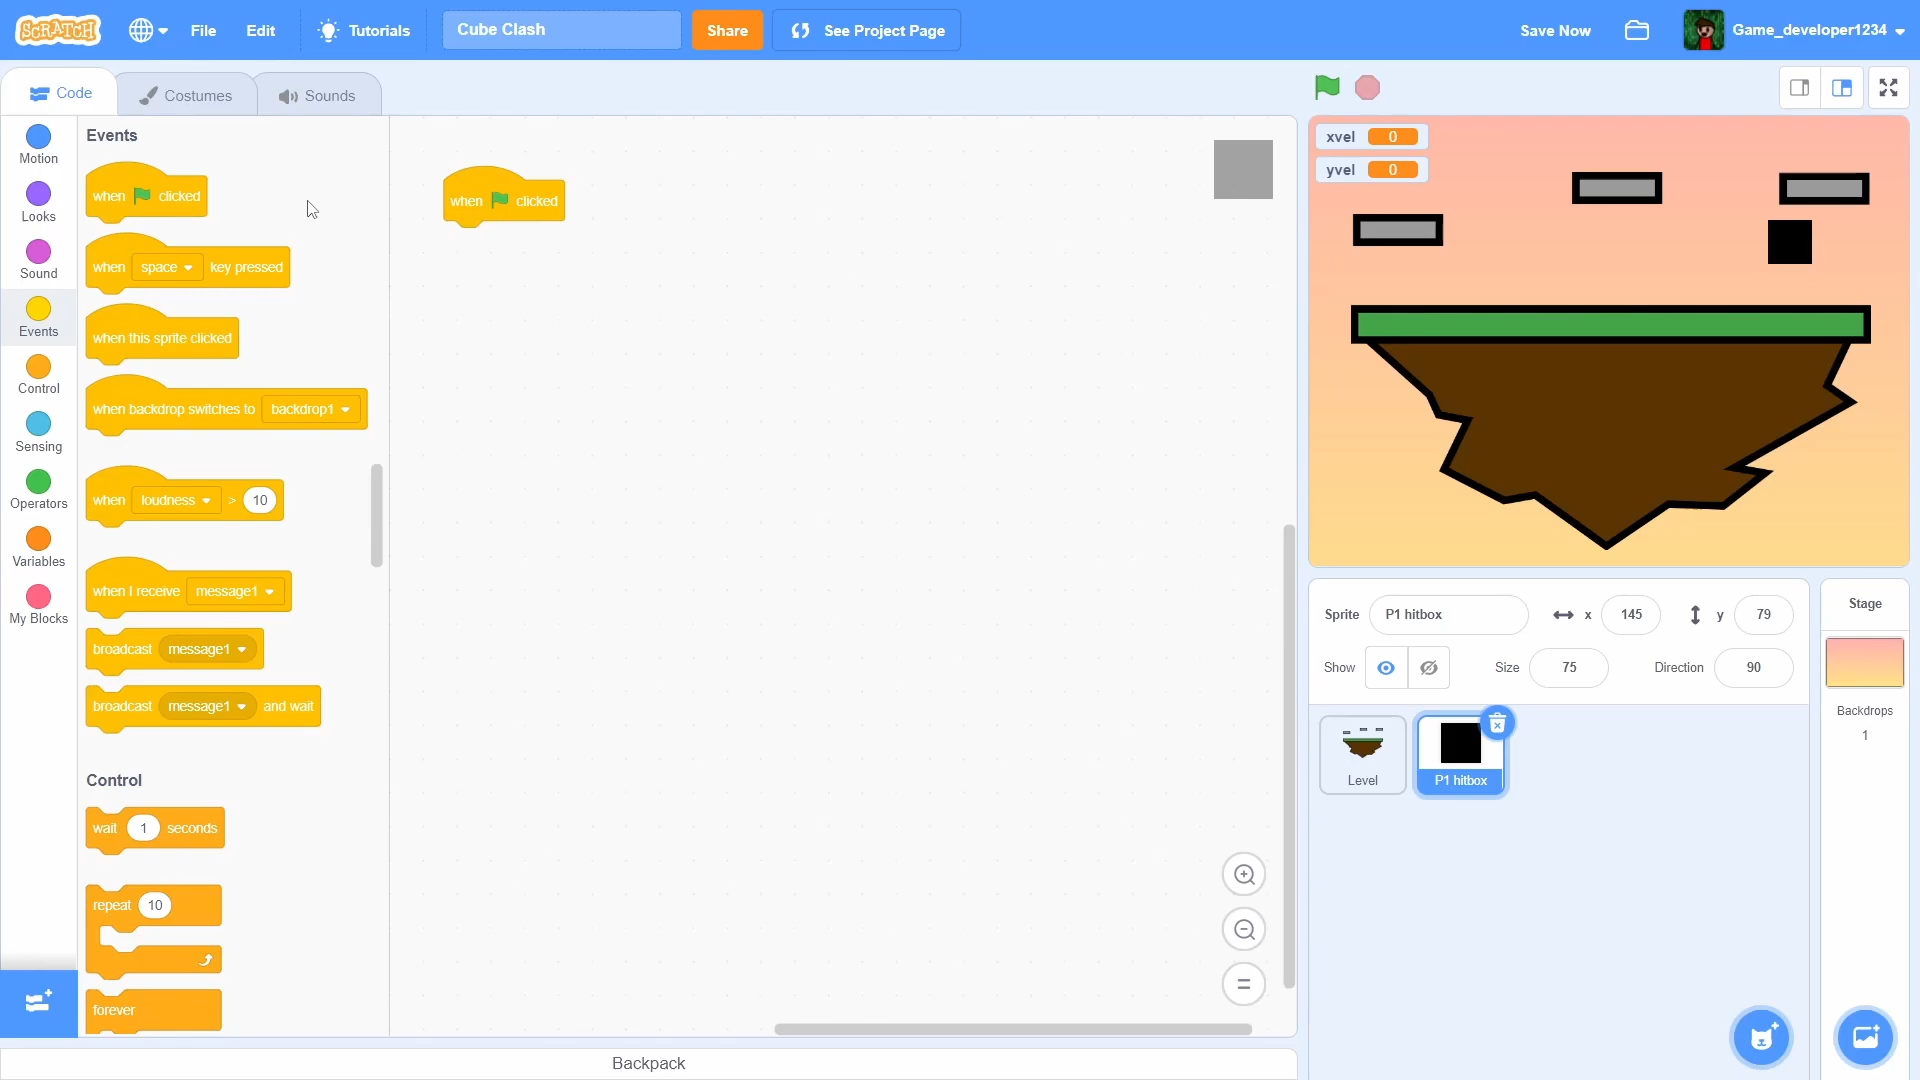 SCRATCH File Edit Tutorials Cube Clash Share See Project Page Save Now Game_developer1234
Code Costumes Sounds
Motion
Looks
Sound
Events
Control
Sensing
Operators
Variables
My Blocks
Events
when clicked
when space key pressed
when this sprite clicked
when backdrop switches to backdrop1
when loudness > 10
when I receive message1
broadcast message1
broadcast message1 and wait
Control
wait 1 seconds
repeat 10
forever
when clicked
xvel 0
yvel 0
Sprite P1 hitbox x 145 y 79
Show Size 75 Direction 90
Level
P1 hitbox
Stage
Backdrops
1
Backpack